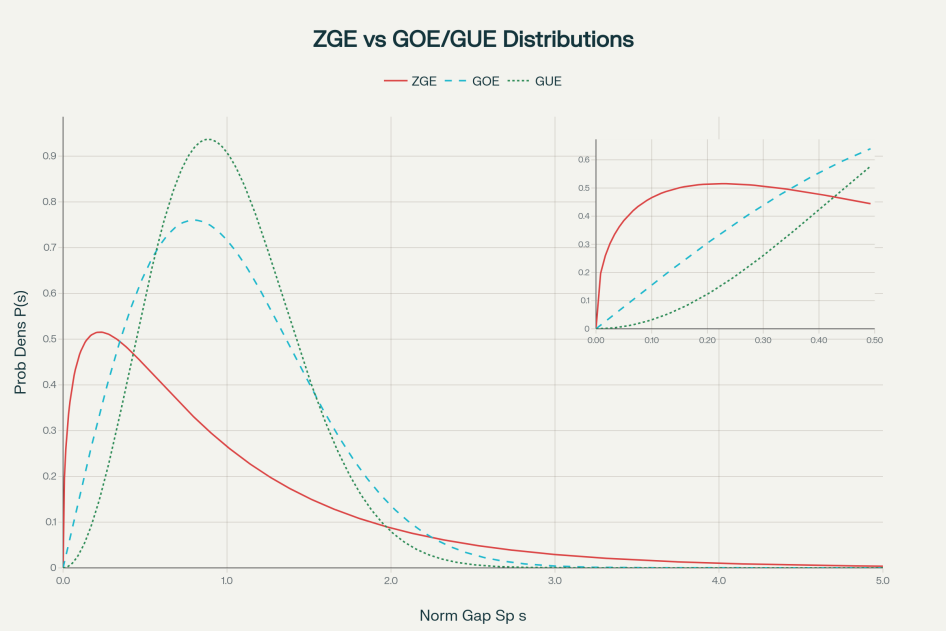 ZGE vs GOE/GUE Distributions
ZGE GOE GUE
Prob Dens P(s)
0.9
0.8
0.7
0.6
0.5
0.4
0.3
0.2
0.1
0
0.0 1.0 2.0 3.0 4.0 5.0
Norm Gap Sp s
0.6
0.5
0.4
0.3
0.2
0.1
0
0.00 0.10 0.20 0.30 0.40 0.50